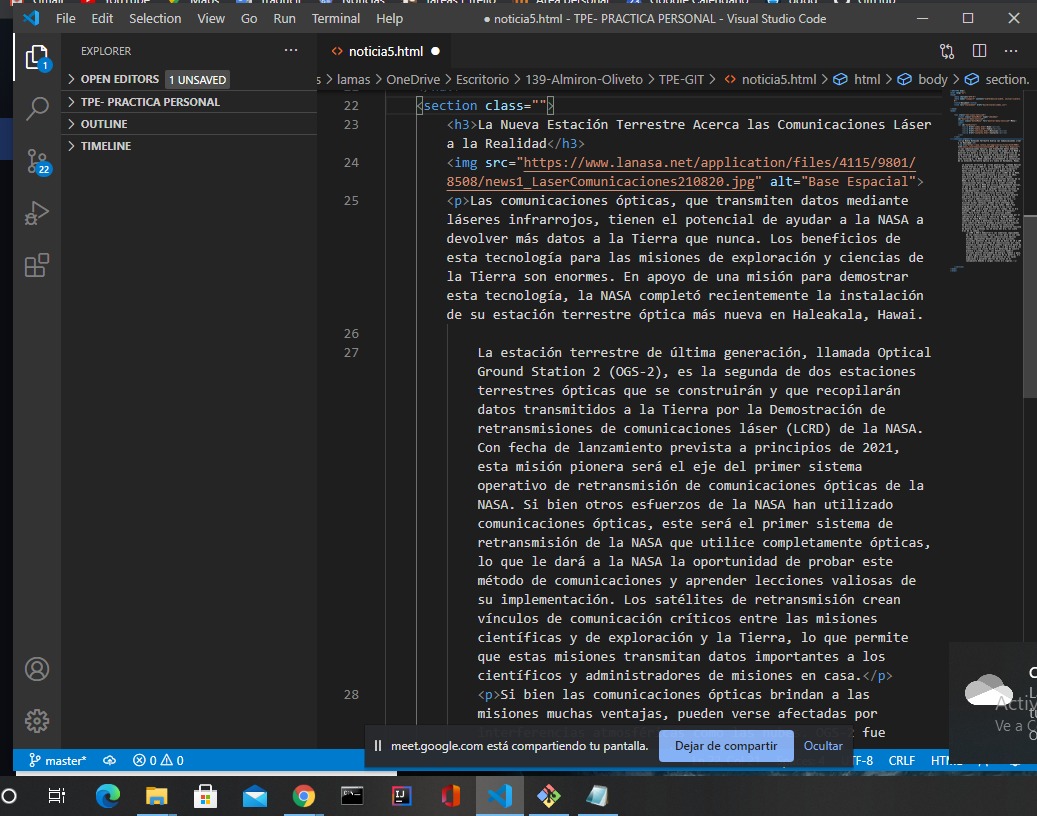 File Edit Selection View Go Run Terminal Help
● noticia5.html - TPE- PRACTICA PERSONAL - Visual Studio Code
EXPLORER
OPEN EDITORS 1 UNSAVED
TPE- PRACTICA PERSONAL
OUTLINE
TIMELINE
1
22
<> noticia5.html ●
s > lamas > OneDrive > Escritorio > 139-Almiron-Oliveto > TPE-GIT > <> noticia5.html > html > body > section.
22 <section class="">
23 <h3>La Nueva Estación Terrestre Acerca las Comunicaciones Láser
a la Realidad</h3>
24 <img src="https://www.lanasa.net/application/files/4115/9801/
8508/news1_LaserComunicaciones210820.jpg" alt="Base Espacial">
25 <p>Las comunicaciones ópticas, que transmiten datos mediante
láseres infrarrojos, tienen el potencial de ayudar a la NASA a
devolver más datos a la Tierra que nunca. Los beneficios de
esta tecnología para las misiones de exploración y ciencias de
la Tierra son enormes. En apoyo de una misión para demostrar
esta tecnología, la NASA completó recientemente la instalación
de su estación terrestre óptica más nueva en Haleakala, Hawai.
26
27 La estación terrestre de última generación, llamada Optical
Ground Station 2 (OGS-2), es la segunda de dos estaciones
terrestres ópticas que se construirán y que recopilarán
datos transmitidos a la Tierra por la Demostración de
retransmisiones de comunicaciones láser (LCRD) de la NASA.
Con fecha de lanzamiento prevista a principios de 2021,
esta misión pionera será el eje del primer sistema
operativo de retransmisión de comunicaciones ópticas de la
NASA. Si bien otros esfuerzos de la NASA han utilizado
comunicaciones ópticas, este será el primer sistema de
retransmisión de la NASA que utilice completamente ópticas,
lo que le dará a la NASA la oportunidad de probar este
método de comunicaciones y aprender lecciones valiosas de
su implementación. Los satélites de retransmisión crean
vínculos de comunicación críticos entre las misiones
científicas y de exploración y la Tierra, lo que permite
que estas misiones transmitan datos importantes a los
científicos y administradores de misiones en casa.</p>
28 <p>Si bien las comunicaciones ópticas brindan a las
misiones muchas ventajas, pueden verse afectadas por
fue
meet.google.com está compartiendo tu pantalla. Dejar de compartir Ocultar
Activ
Ve a C
master* 0 0 CRLF